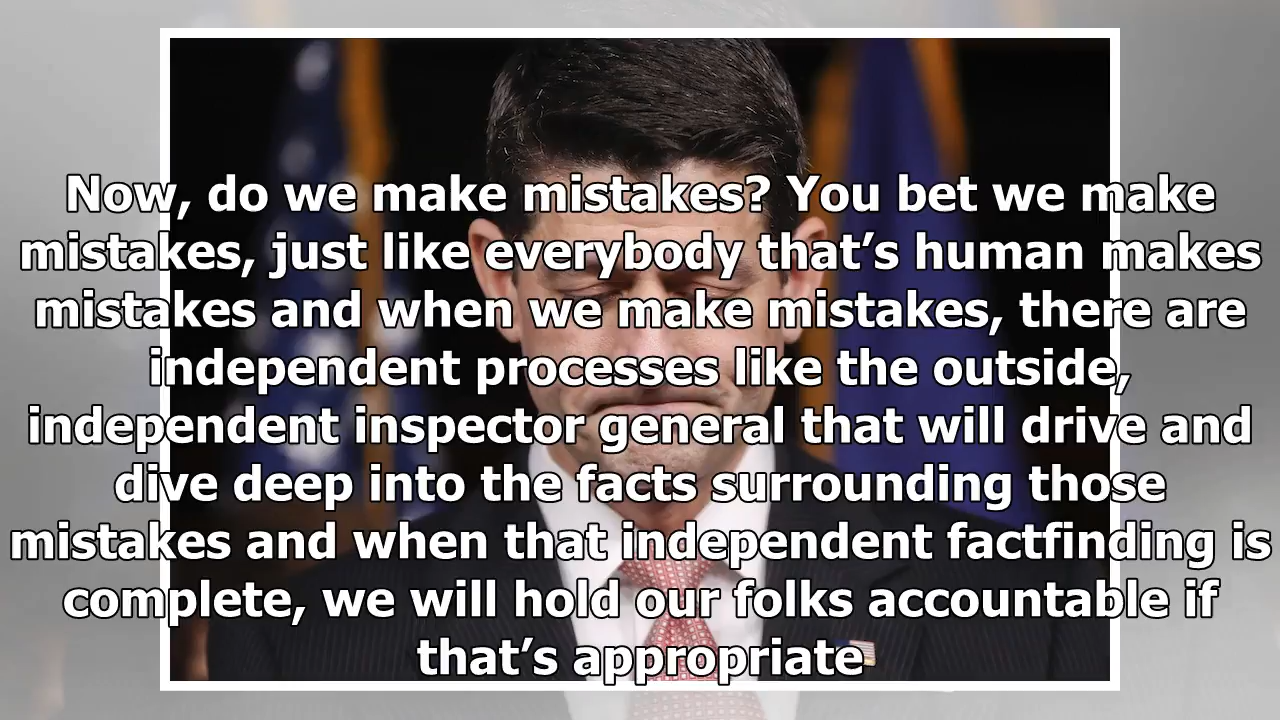 Now, do we make mistakes? You bet we make
mistakes, just like everybody that’s human makes
mistakes and when we make mistakes, there are
independent processes like the outside,
independent inspector general that will drive and
dive deep into the facts surrounding those
mistakes and when that independent factfinding is
complete, we will hold our folks accountable if
that’s appropriate